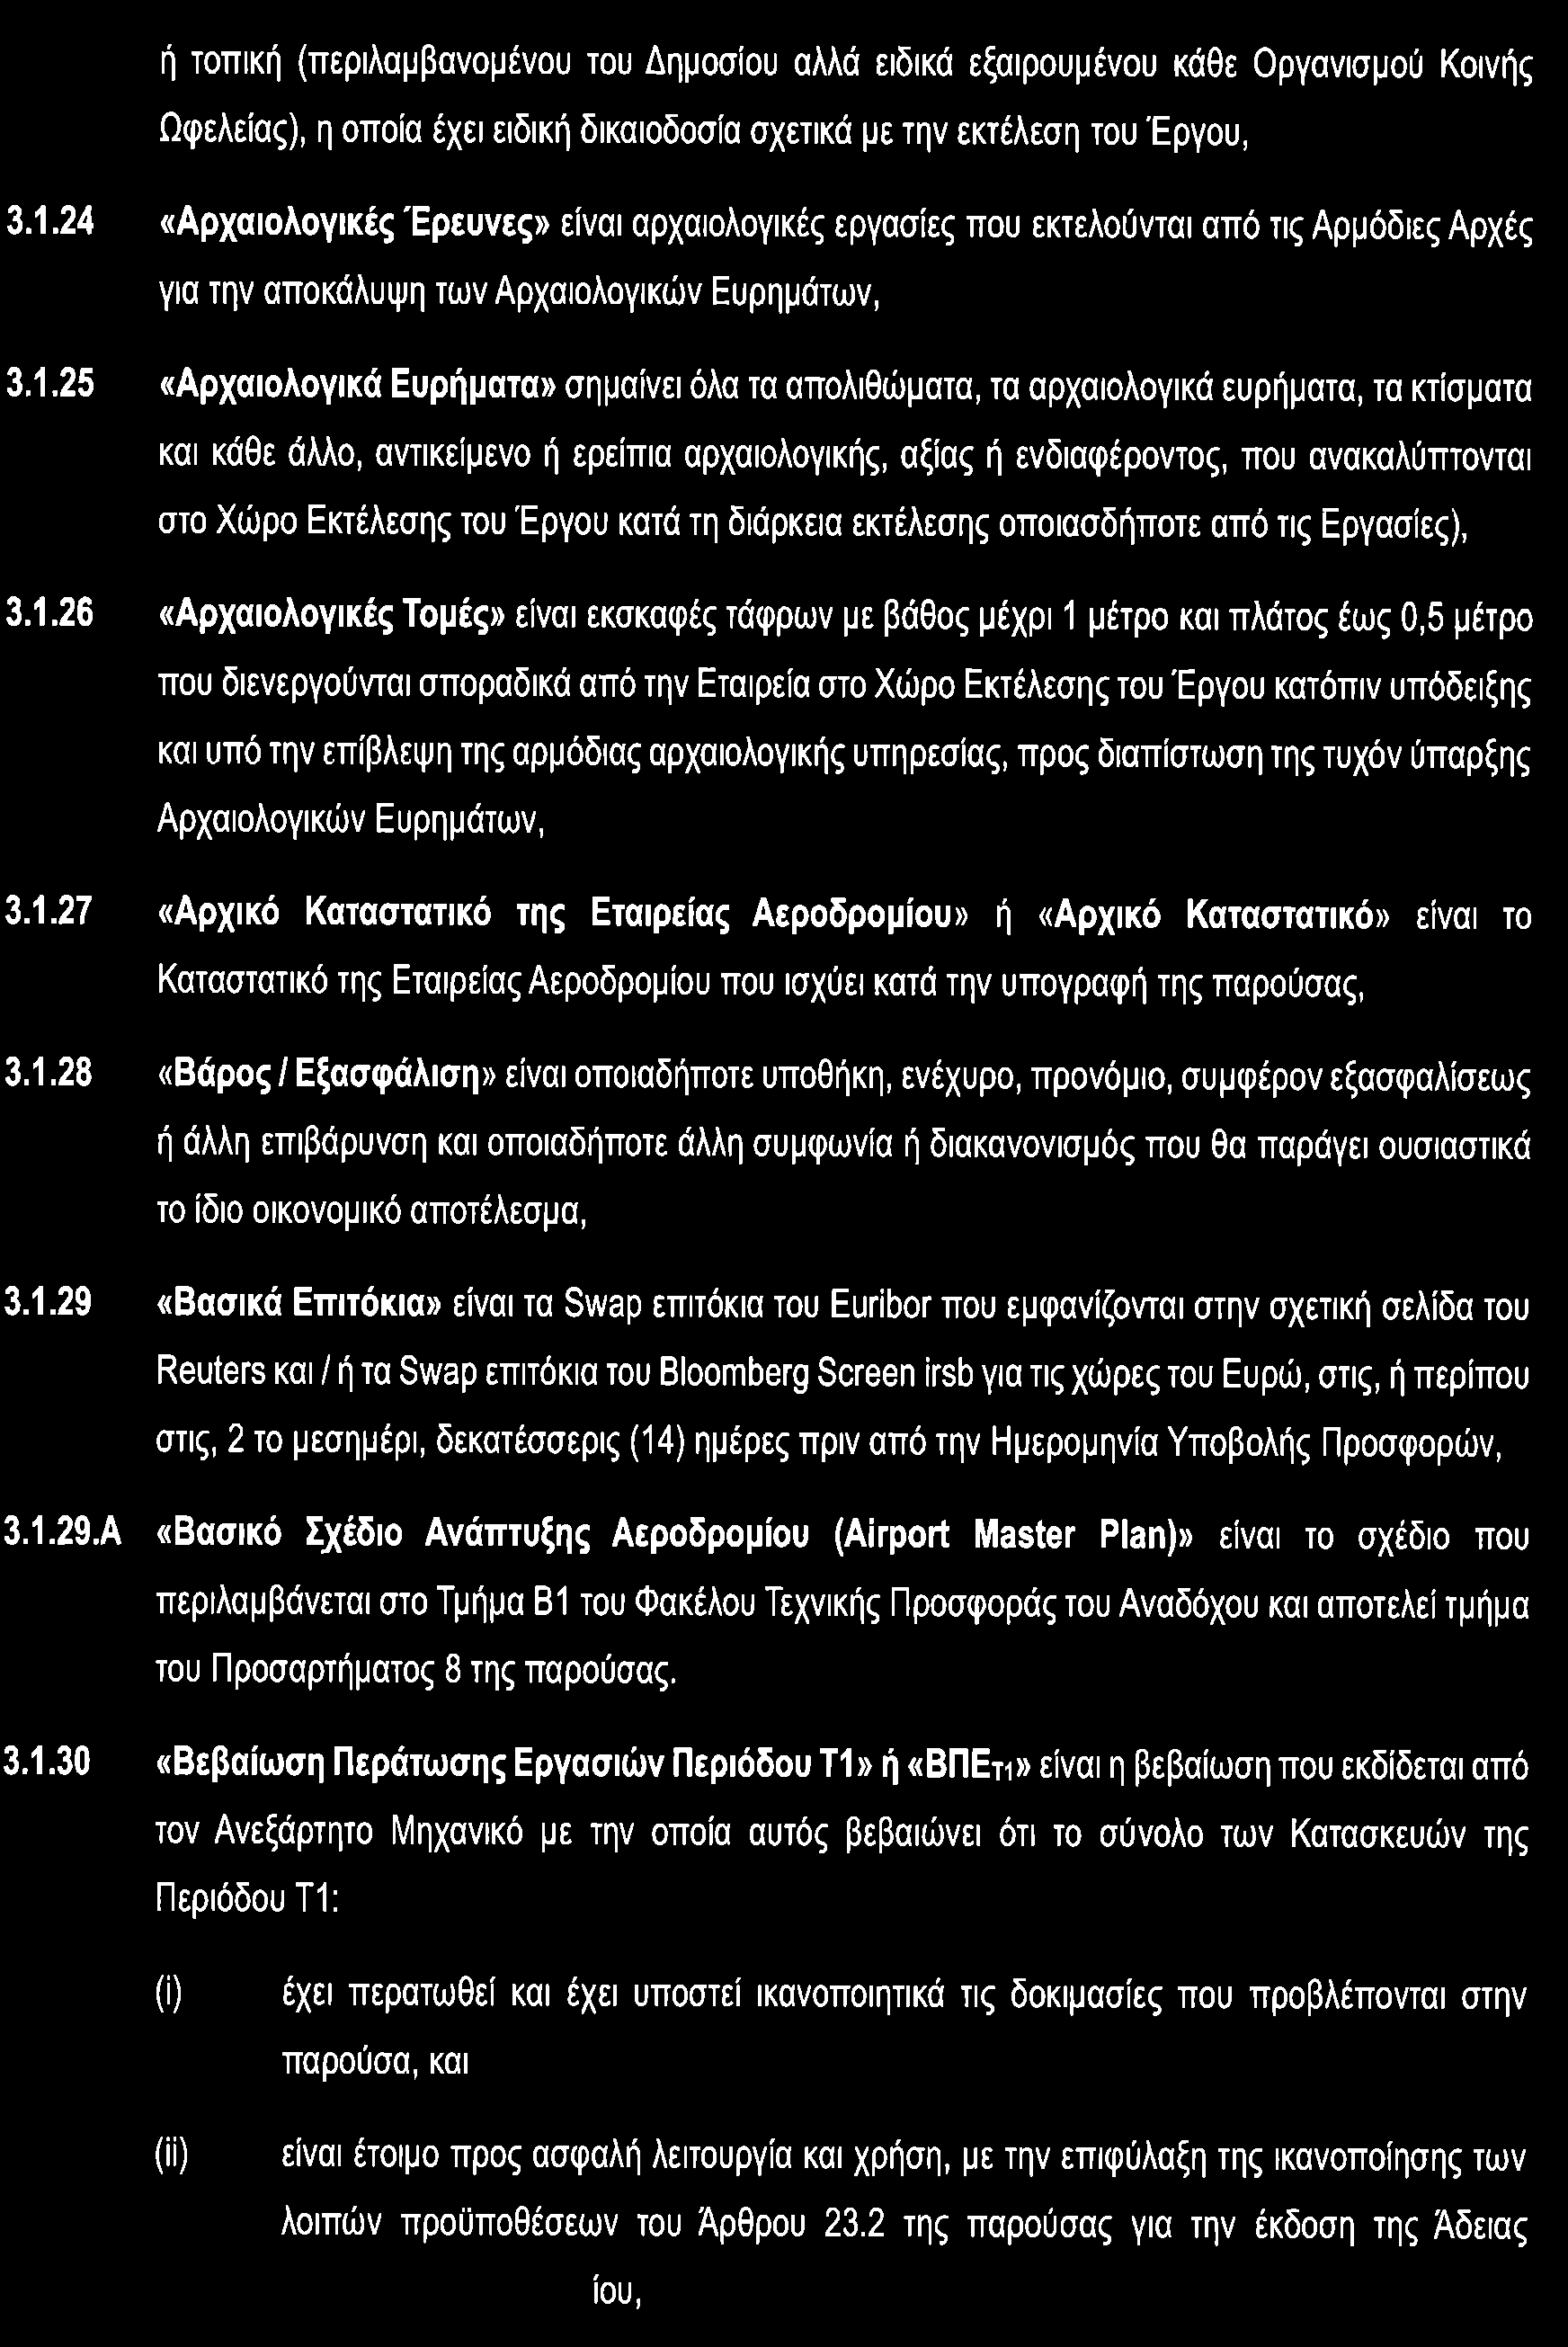 ή τοπική (περιλαμβανομένου του Δημοσίου αλλά ειδικά εξαιρουμένου κάθε Οργανισμού Κοινής
Ωφελείας), η οποία έχει ειδική δικαιοδοσία σχετικά με την εκτέλεση του Έργου,
3.1.24 «Αρχαιολογικές Έρευνες» είναι αρχαιολογικές εργασίες που εκτελούνται από τις Αρμόδιες Αρχές
για την αποκάλυψη των Αρχαιολογικών Ευρημάτων,
3.1.25 «Αρχαιολογικά Ευρήματα» σημαίνει όλα τα απολιθώματα, τα αρχαιολογικά ευρήματα, τα κτίσματα
και κάθε άλλο, αντικείμενο ή ερείπια αρχαιολογικής, αξίας ή ενδιαφέροντος, που ανακαλύπτονται
στο Χώρο Εκτέλεσης του Έργου κατά τη διάρκεια εκτέλεσης οποιασδήποτε από τις Εργασίες),
3.1.26 «Αρχαιολογικές Τομές» είναι εκσκαφές τάφρων με βάθος μέχρι 1 μέτρο και πλάτος έως 0,5 μέτρο
που διενεργούνται σποραδικά από την Εταιρεία στο Χώρο Εκτέλεσης του Έργου κατόπιν υπόδειξης
και υπό την επίβλεψη της αρμόδιας αρχαιολογικής υπηρεσίας, προς διαπίστωση της τυχόν ύπαρξης
Αρχαιολογικών Ευρημάτων,
3.1.27 «Αρχικό Καταστατικό της Εταιρείας Αεροδρομίου» ή «Αρχικό Καταστατικό» είναι το
Καταστατικό της Εταιρείας Αεροδρομίου που ισχύει κατά την υπογραφή της παρούσας,
3.1.28 «Βάρος / Εξασφάλιση» είναι οποιαδήποτε υποθήκη, ενέχυρο, προνόμιο, συμφέρον εξασφαλίσεως
ή άλλη επιβάρυνση και οποιαδήποτε άλλη συμφωνία ή διακανονισμός που θα παράγει ουσιαστικά
το ίδιο οικονομικό αποτέλεσμα,
3.1.29 «Βασικά Επιτόκια» είναι τα Swap επιτόκια του Euribor που εμφανίζονται στην σχετική σελίδα του
Reuters και / ή τα Swap επιτόκια του Bloomberg Screen irsb για τις χώρες του Ευρώ, στις, ή περίπου
στις, 2 το μεσημέρι, δεκατέσσερις (14) ημέρες πριν από την Ημερομηνία Υποβολής Προσφορών,
3.1.29.Α «Βασικό Σχέδιο Ανάπτυξης Αεροδρομίου (Airport Master Plan)» είναι το σχέδιο που
περιλαμβάνεται στο Τμήμα Β1 του Φακέλου Τεχνικής Προσφοράς του Αναδόχου και αποτελεί τμήμα
του Προσαρτήματος 8 της παρούσας.
3.1.30 «Βεβαίωση Περάτωσης Εργασιών Περιόδου Τ1» ή «ΒΠΕΤ1» είναι η βεβαίωση που εκδίδεται από
τον Ανεξάρτητο Μηχανικό με την οποία αυτός βεβαιώνει ότι το σύνολο των Κατασκευών της
Περιόδου Τ1:
(i) έχει περατωθεί και έχει υποστεί ικανοποιητικά τις δοκιμασίες που προβλέπονται στην
παρούσα, και
(ii) είναι έτοιμο προς ασφαλή λειτουργία και χρήση, με την επιφύλαξη της ικανοποίησης των
λοιπών προϋποθέσεων του Άρθρου 23.2 της παρούσας για την έκδοση της Άδειας
ίου,